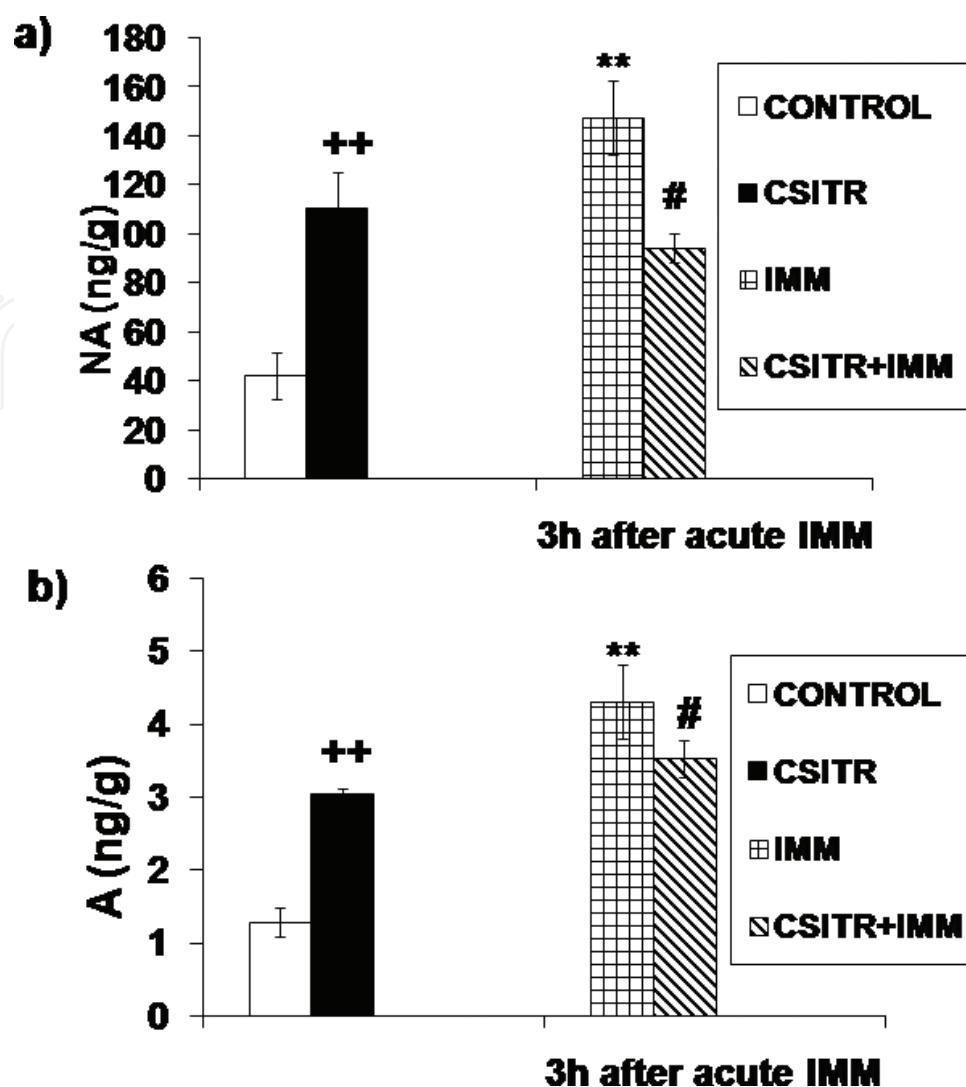 a)
NA (ng/g)
180
160
140
120
100
80
60
40
20
0
++
**
#
CONTROL
CSITR
IMM
CSITR+IMM
3h after acute IMM
b)
A (ng/g)
6
5
4
3
2
1
0
++
**
#
CONTROL
CSITR
IMM
CSITR+IMM
3h after acute IMM